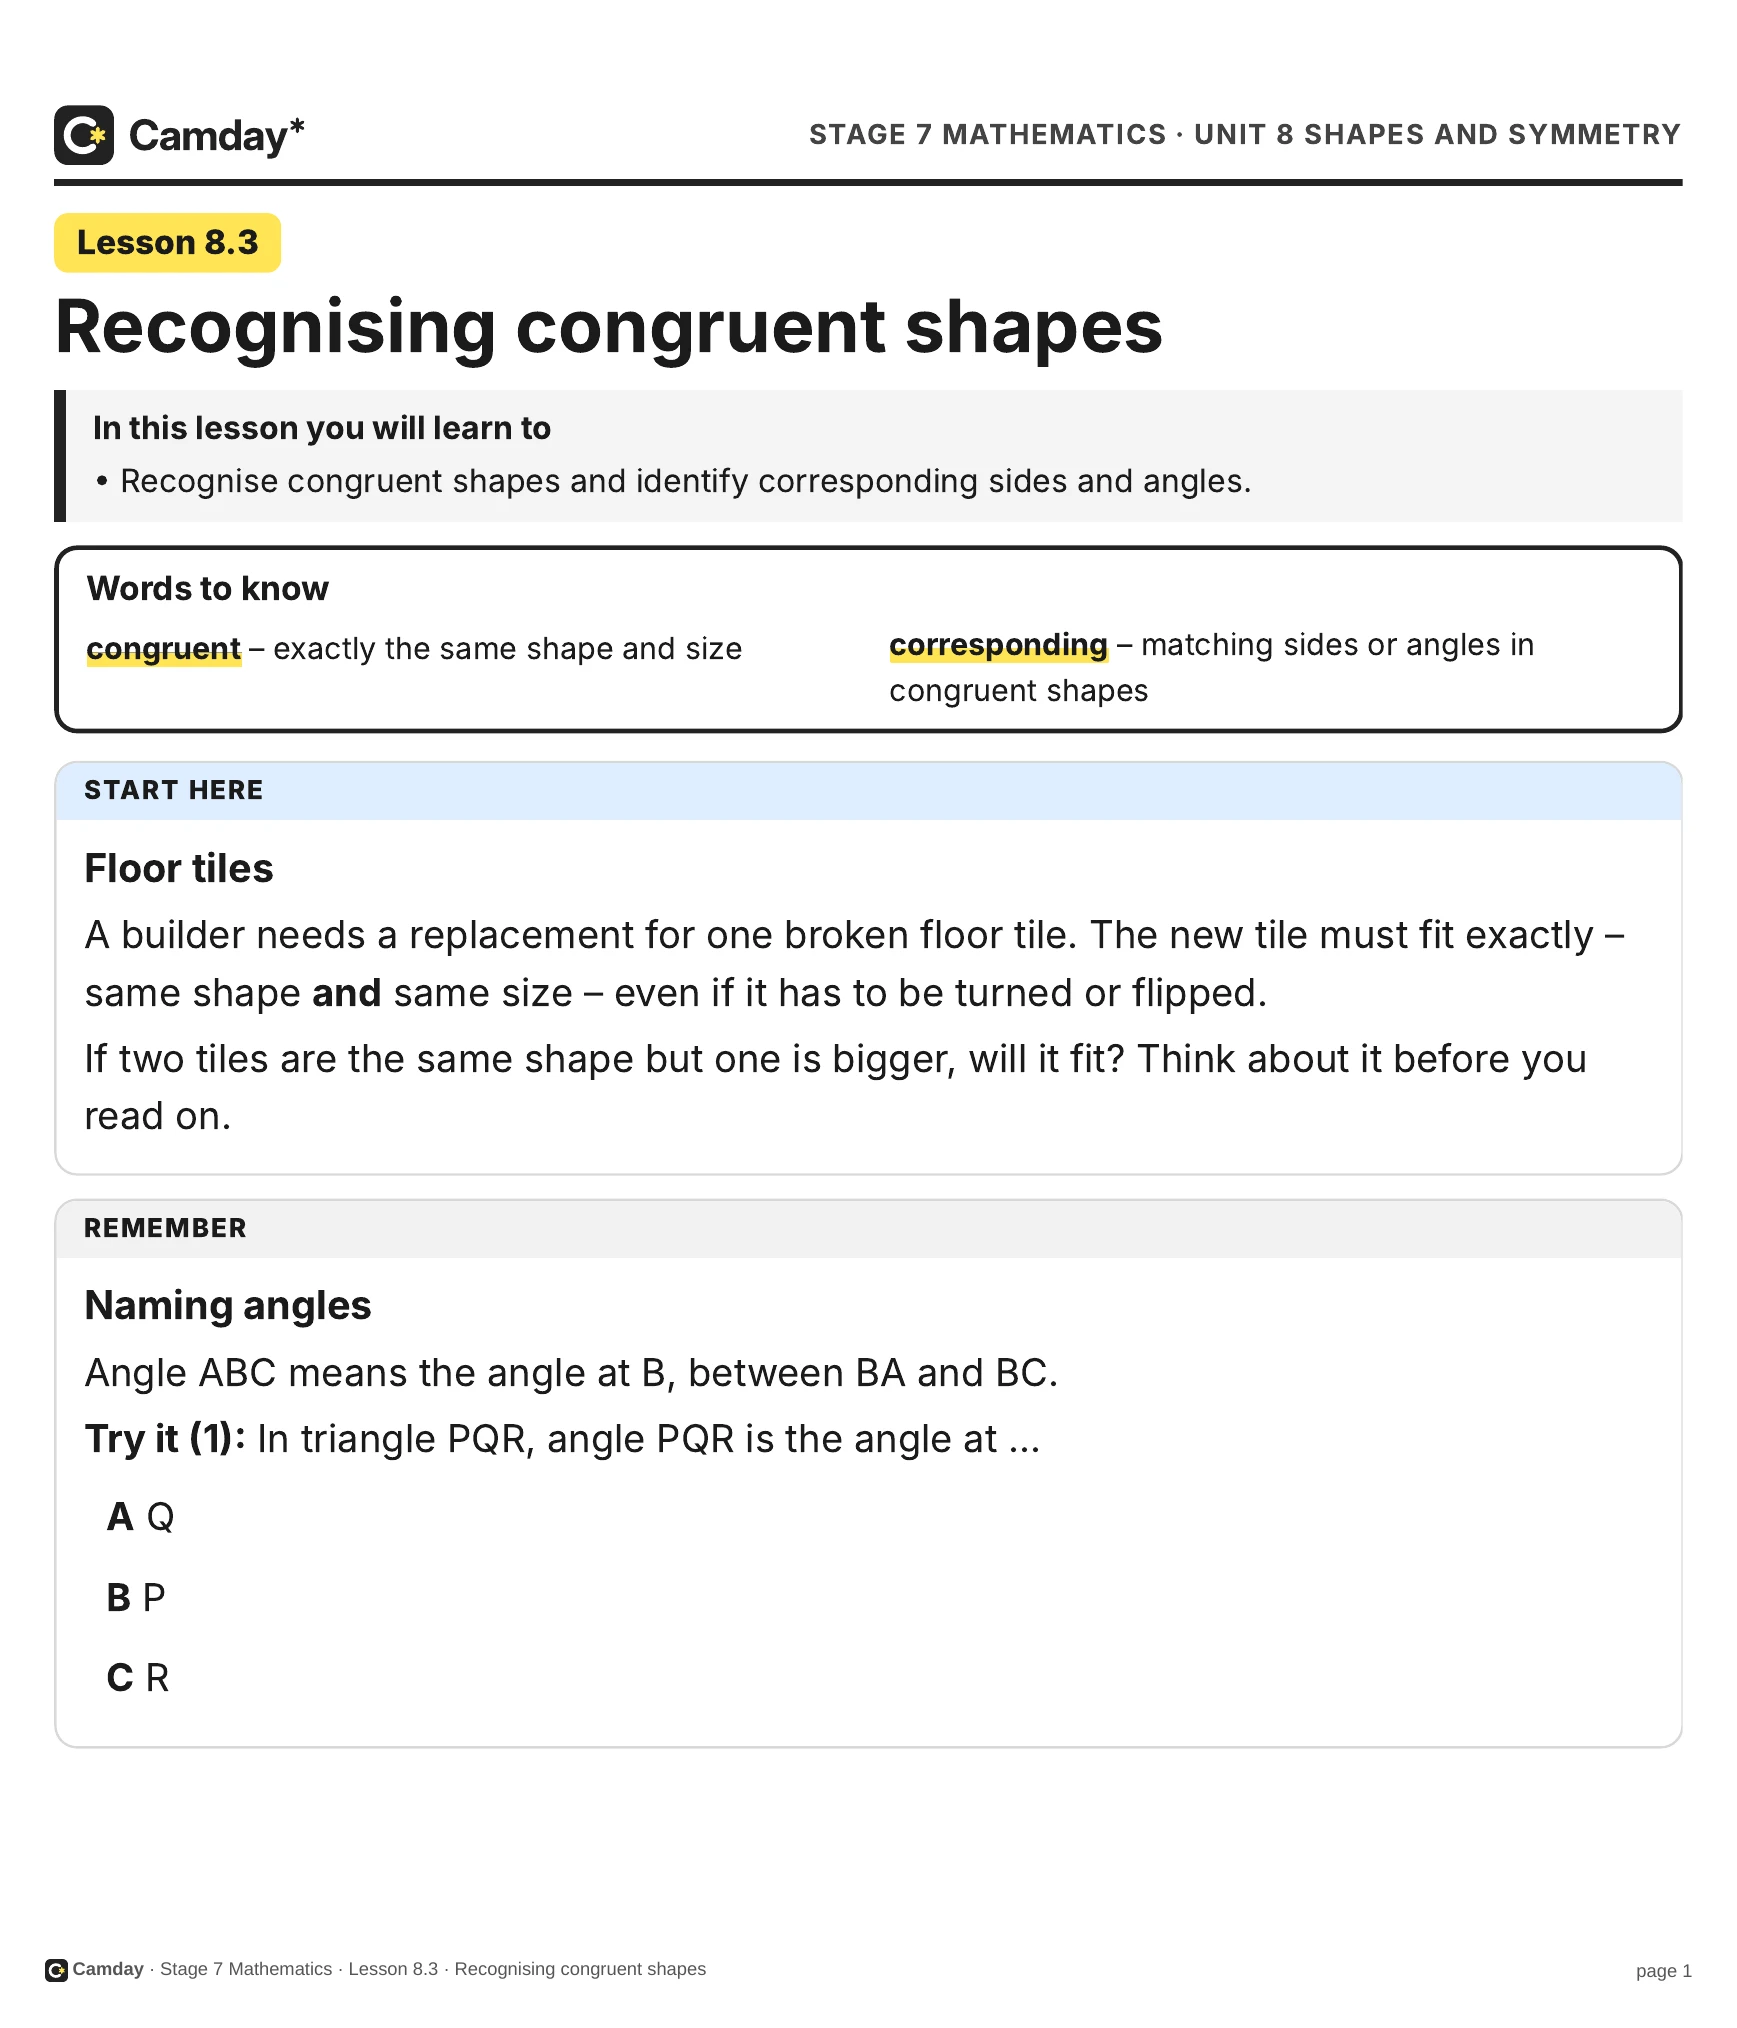 Camday*
STAGE 7 MATHEMATICS · UNIT 8 SHAPES AND SYMMETRY
Lesson 8.3
Recognising congruent shapes
In this lesson you will learn to
• Recognise congruent shapes and identify corresponding sides and angles.
Words to know
congruent – exactly the same shape and size
corresponding – matching sides or angles in
congruent shapes
START HERE
Floor tiles
A builder needs a replacement for one broken floor tile. The new tile must fit exactly –
same shape and same size – even if it has to be turned or flipped.
If two tiles are the same shape but one is bigger, will it fit? Think about it before you
read on.
REMEMBER
Naming angles
Angle ABC means the angle at B, between BA and BC.
Try it (1): In triangle PQR, angle PQR is the angle at ...
A Q
B P
C R
Camday · Stage 7 Mathematics · Lesson 8.3 · Recognising congruent shapes
page 1